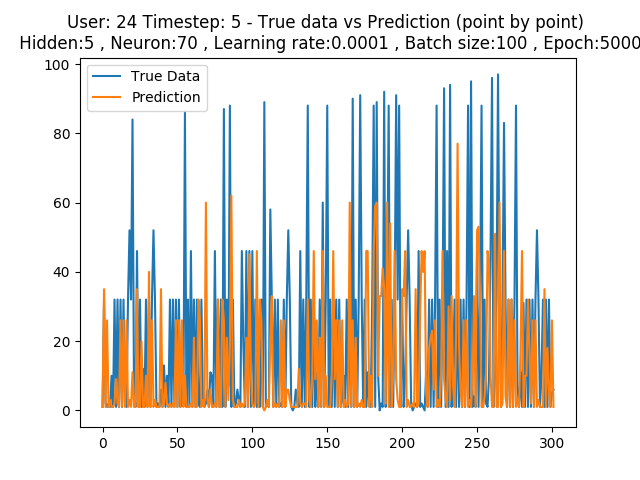 User: 24 Timestep: 5 - True data vs Prediction (point by point)
Hidden:5 , Neuron:70 , Learning rate:0.0001 , Batch size:100 , Epoch:5000
True Data
Prediction
100
80
60
40
20
0
0 50 100 150 200 250 300